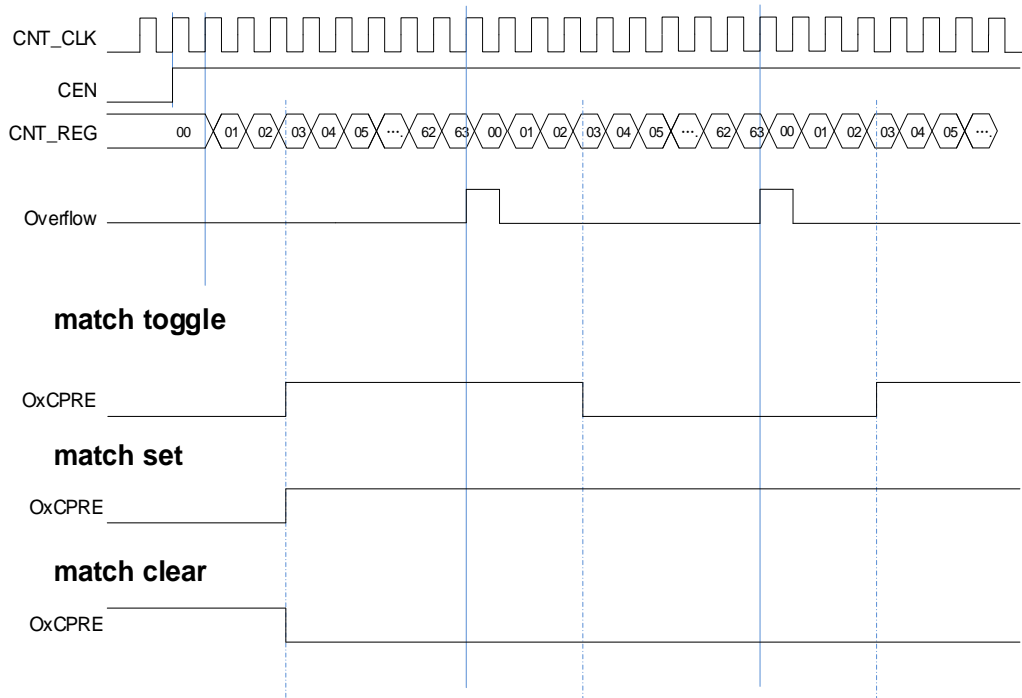 CNT_CLK
CEN
CNT_REG 00 01 02 03 04 05 ···. 62 63 00 01 02 03 04 05 ···. 62 63 00 01 02 03 04 05 ···.
Overflow
match toggle
OxCPRE
match set
OxCPRE
match clear
OxCPRE